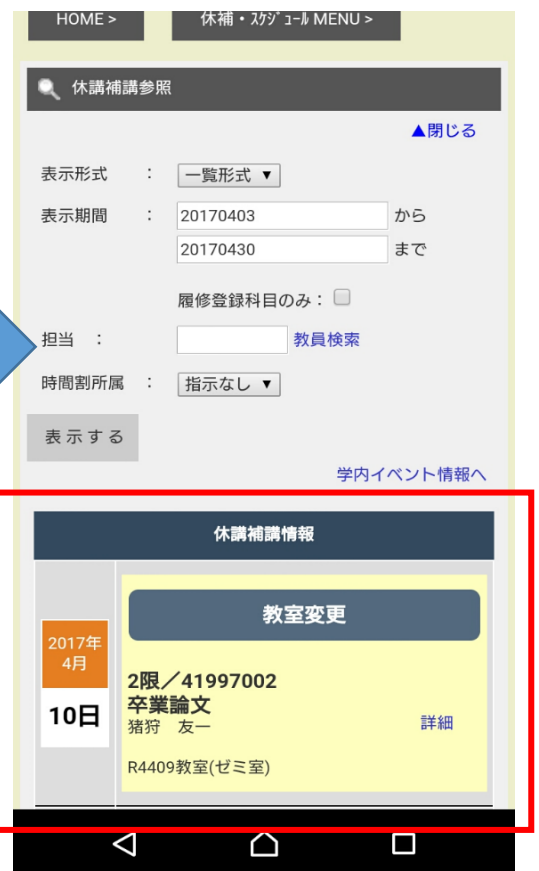 HOME >
休補・ｽｹｼﾞｭｰﾙ MENU >
休講補講参照
▲閉じる
表示形式 : 一覧形式 ▼
表示期間 : 20170403 から
20170430 まで
履修登録科目のみ：
担当 : 教員検索
時間割所属 : 指示なし ▼
表示する
学内イベント情報へ
休講補講情報
2017年
4月
10日
教室変更
2限／41997002
卒業論文
猪狩 友一
詳細
R4409教室(ゼミ室)